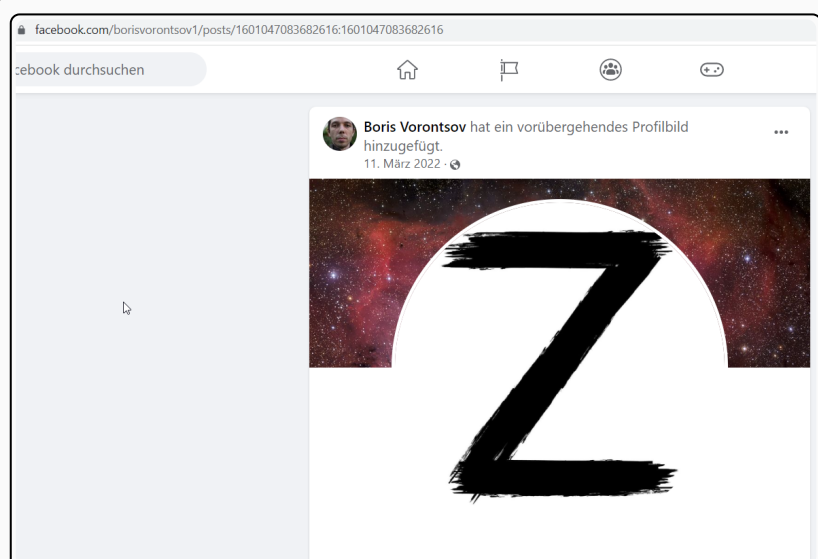 facebook.com/borisvorontsov1/posts/1601047083682616:1601047083682616
cebook durchsuchen
Boris Vorontsov hat ein vorübergehendes Profilbild
hinzugefügt.
11. März 2022 ·
Z